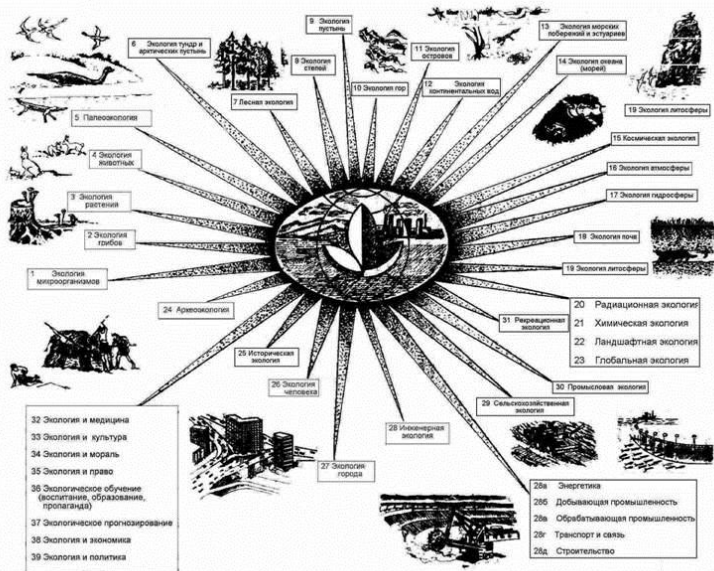 9 Экология
пустынь
6 Экология тундр и
арктических пустынь
8 Экология
степей
11 Экология
островов
13 Экология морских
побережий и эстуариев
14 Экология океана
(морей)
7 Лесная экология
10 Экология гор
12 Экология
континентальных вод
19 Экология литосферы
5 Палеоэкология
15 Космическая экология
4 Экология
животных
16 Экология атмосферы
3 Экология
растения
17 Экология гидросферы
2 Экология
грибов
18 Экология почв
1 Экология
микроорганизмов
19 Экология литосферы
24 Археоэкология
31 Рекреационная
экология
20 Радиационная экология
21 Химическая экология
22 Ландшафтная экология
23 Глобальная экология
25 Историческая
экология
26 Экология
человека
30 Промысловая экология
29 Сельскохозяйственная
экология
28 Инженерная
экология
27 Экология
города
32 Экология и медицина
33 Экология и культура
34 Экология и мораль
35 Экология и право
36 Экологическое обучение
(воспитание, образование,
пропаганда)
37 Экологическое прогнозирование
38 Экология и экономика
39 Экология и политика
28а Энергетика
28б Добывающая промышленность
28в Обрабатывающая промышленность
28г Транспорт и связь
28д Строительство